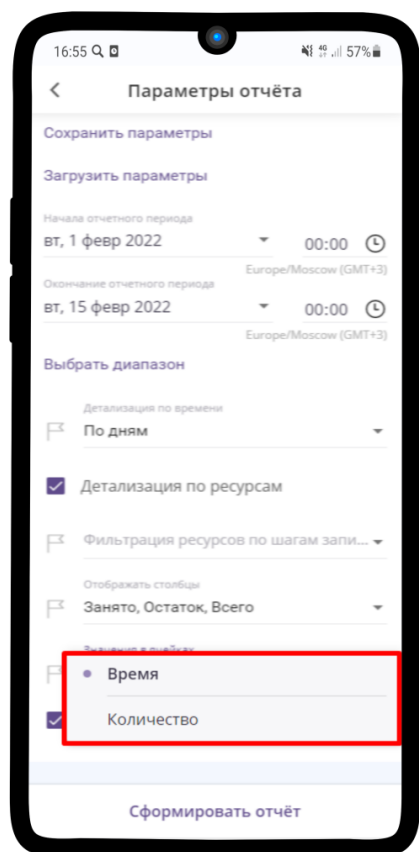 16:55
4G 57%
Параметры отчёта
Сохранить параметры
Загрузить параметры
Начала отчетного периода
вт, 1 февр 2022 00:00
Europe/Moscow (GMT+3)
Окончание отчетного периода
вт, 15 февр 2022 00:00
Europe/Moscow (GMT+3)
Выбрать диапазон
Детализация по времени
По дням
Детализация по ресурсам
Фильтрация ресурсов по шагам запи...
Отображать столбцы
Занято, Остаток, Всего
Значения в ячейках
Время
Количество
Сформировать отчёт